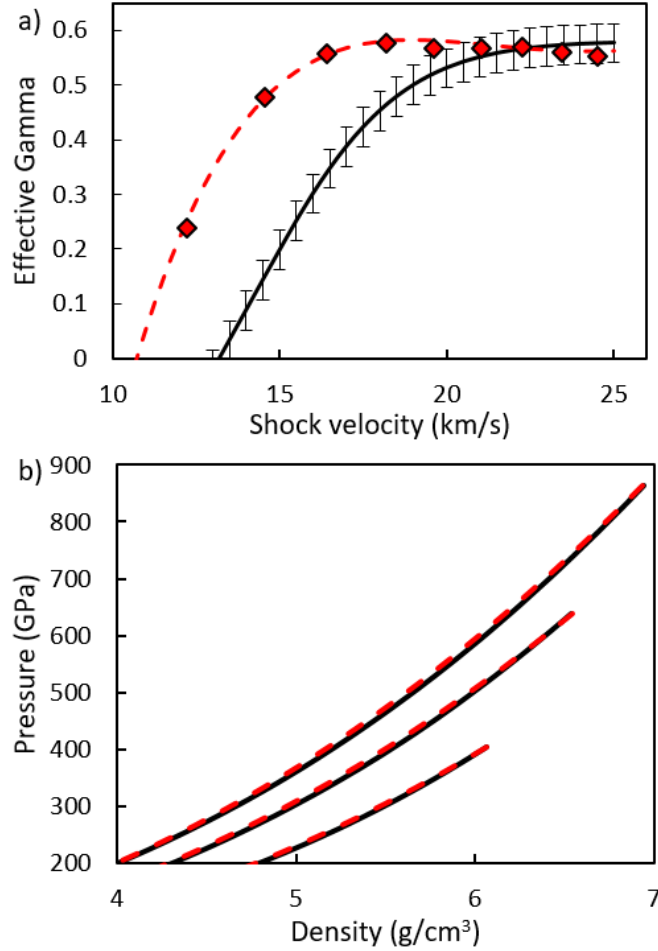 a)
0.6
0.5
0.4
0.3
0.2
0.1
0
Effective Gamma
10 15 20 25
Shock velocity (km/s)
b)
900
800
700
600
500
400
300
200
Pressure (GPa)
4 5 6 7
Density (g/cm³)